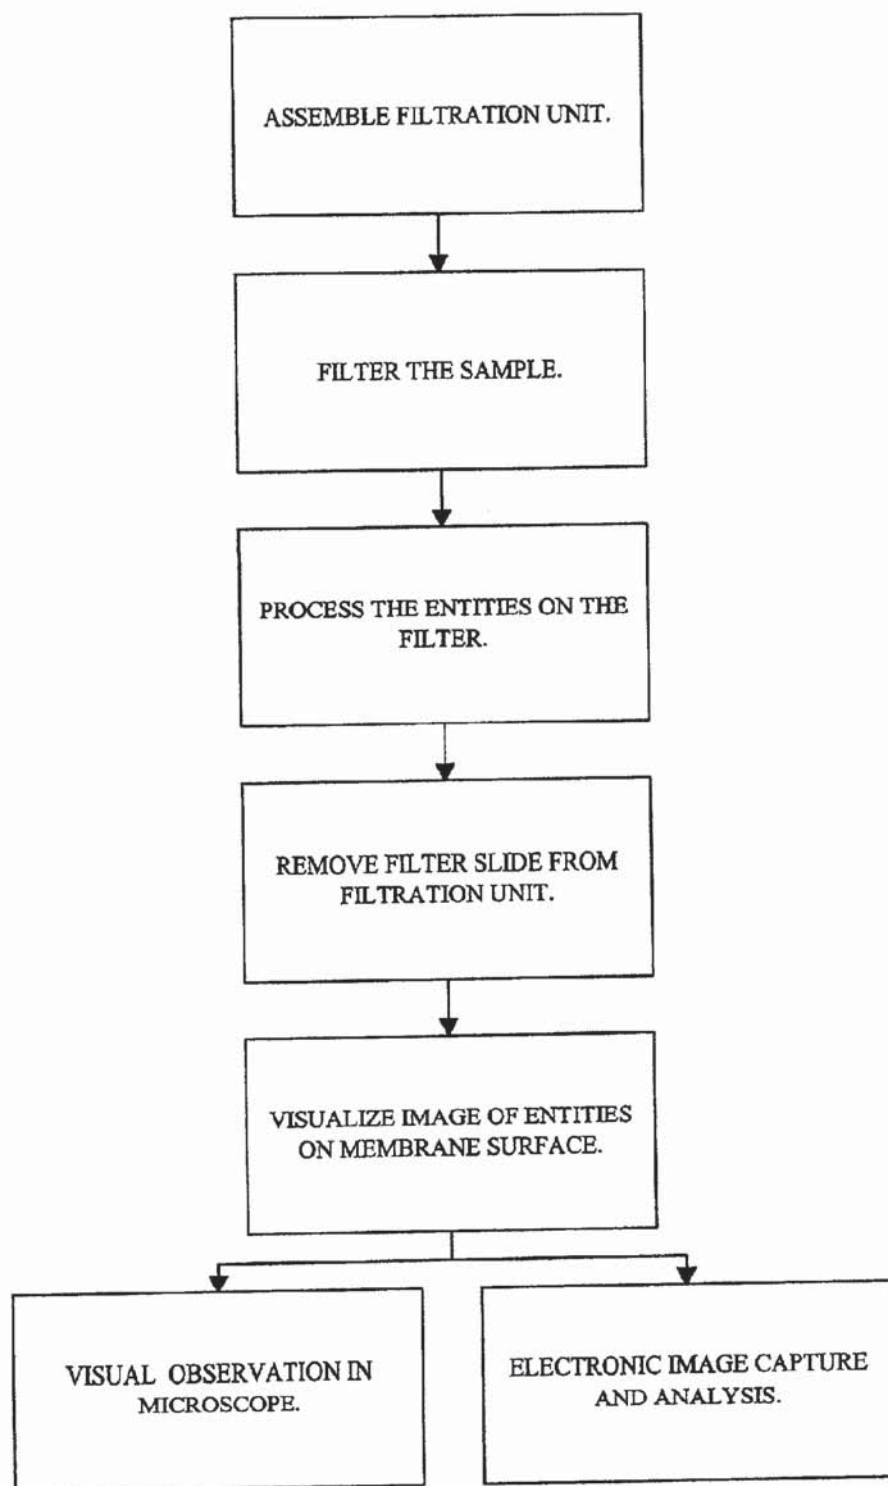 ASSEMBLE FILTRATION UNIT.
FILTER THE SAMPLE.
PROCESS THE ENTITIES ON THE
FILTER.
REMOVE FILTER SLIDE FROM
FILTRATION UNIT.
VISUALIZE IMAGE OF ENTITIES
ON MEMBRANE SURFACE.
VISUAL OBSERVATION IN
MICROSCOPE.
ELECTRONIC IMAGE CAPTURE
AND ANALYSIS.